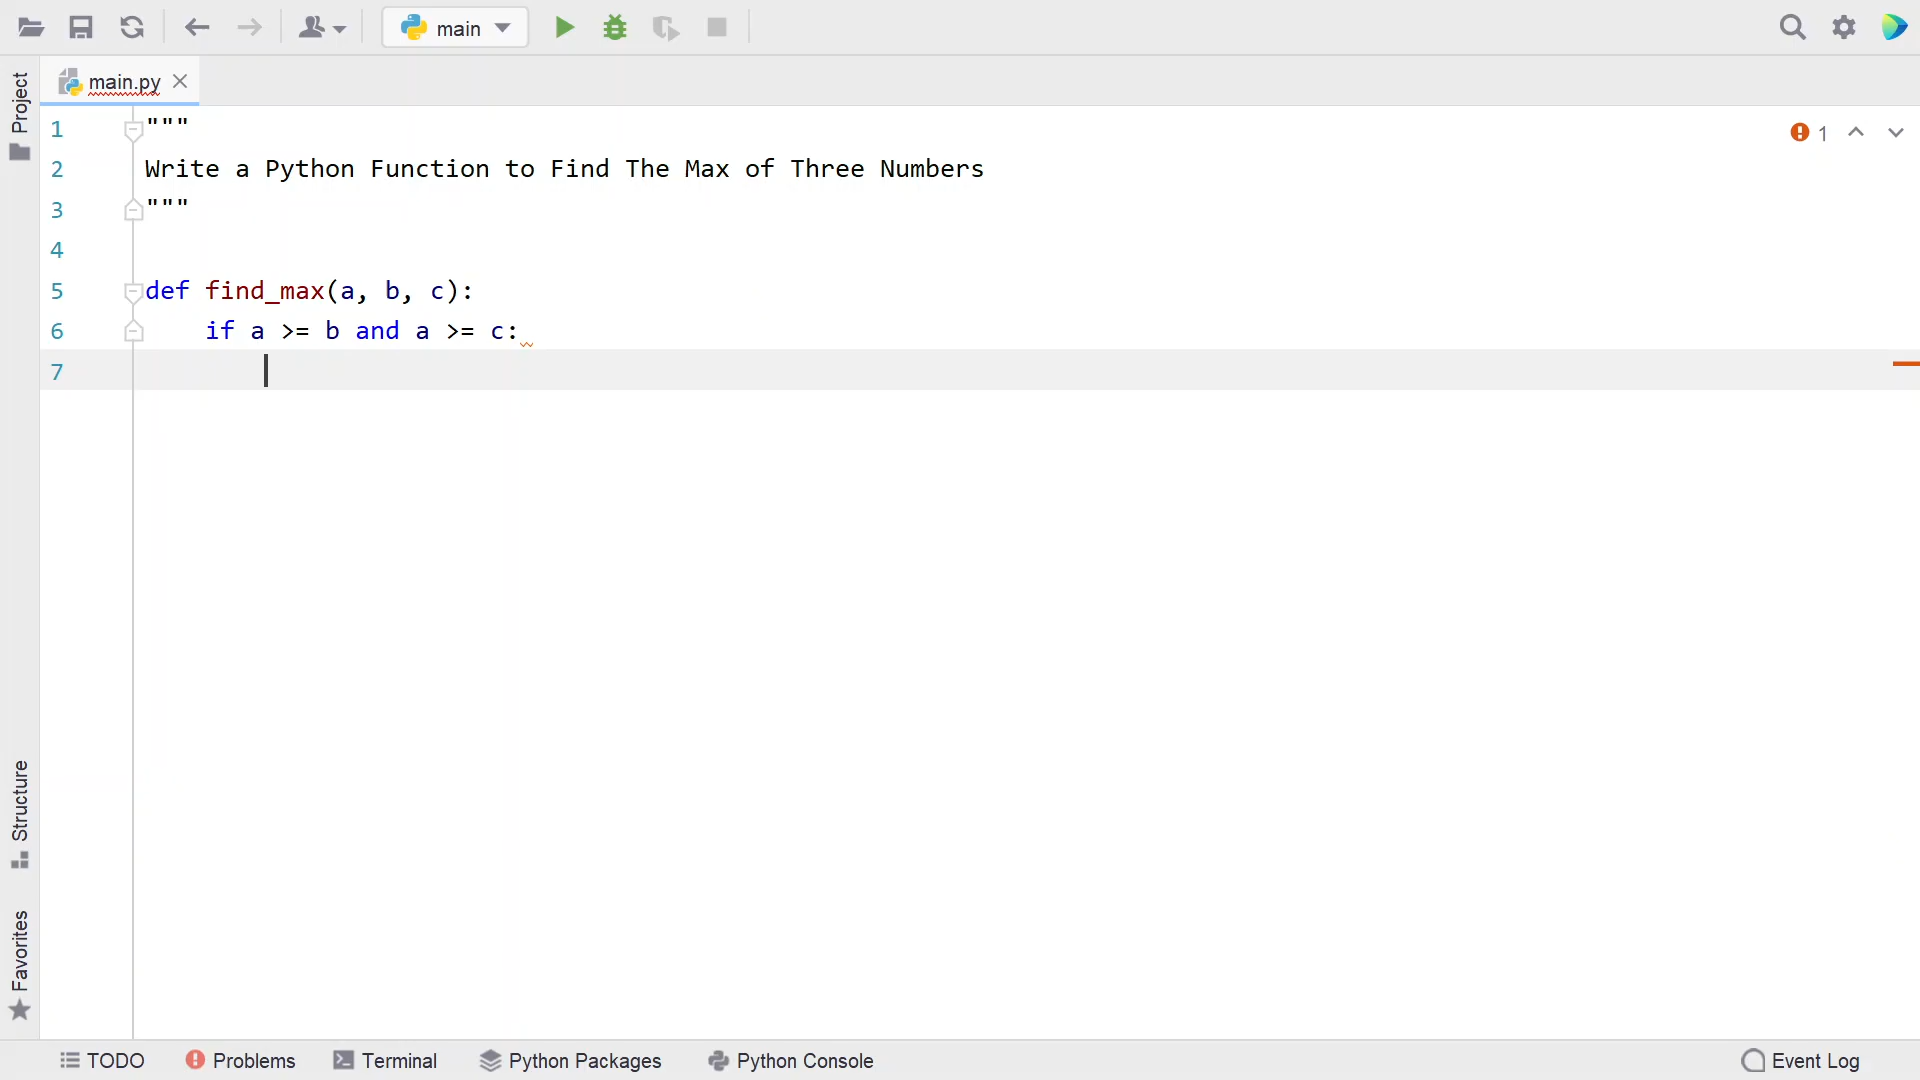 main
Project
main.py
1 """
2 Write a Python Function to Find The Max of Three Numbers
3 """
4
5 def find_max(a, b, c):
6     if a >= b and a >= c:
7
1
Structure
Favorites
TODO Problems Terminal Python Packages Python Console Event Log